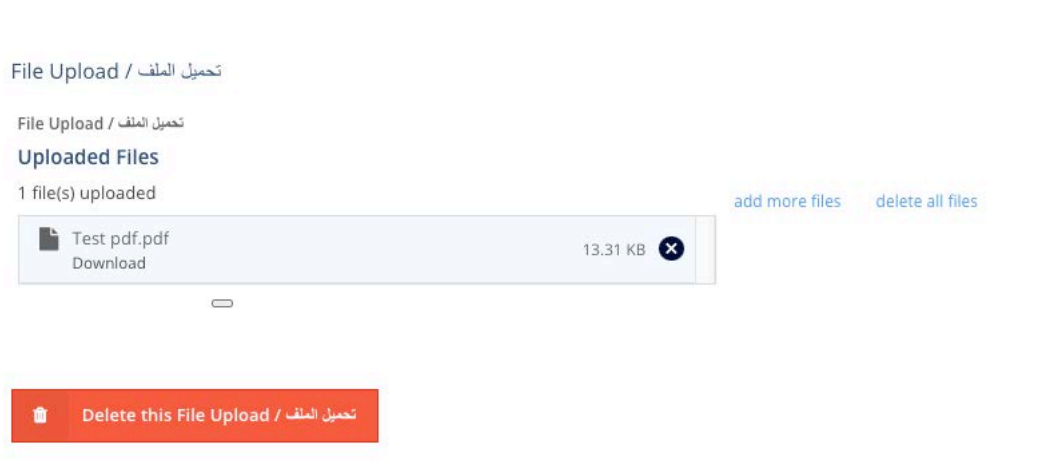 File Upload / تحميل الملف
File Upload / تحميل الملف
Uploaded Files
1 file(s) uploaded
add more files delete all files
Test pdf.pdf
Download
13.31 KB
Delete this File Upload / تحميل الملف